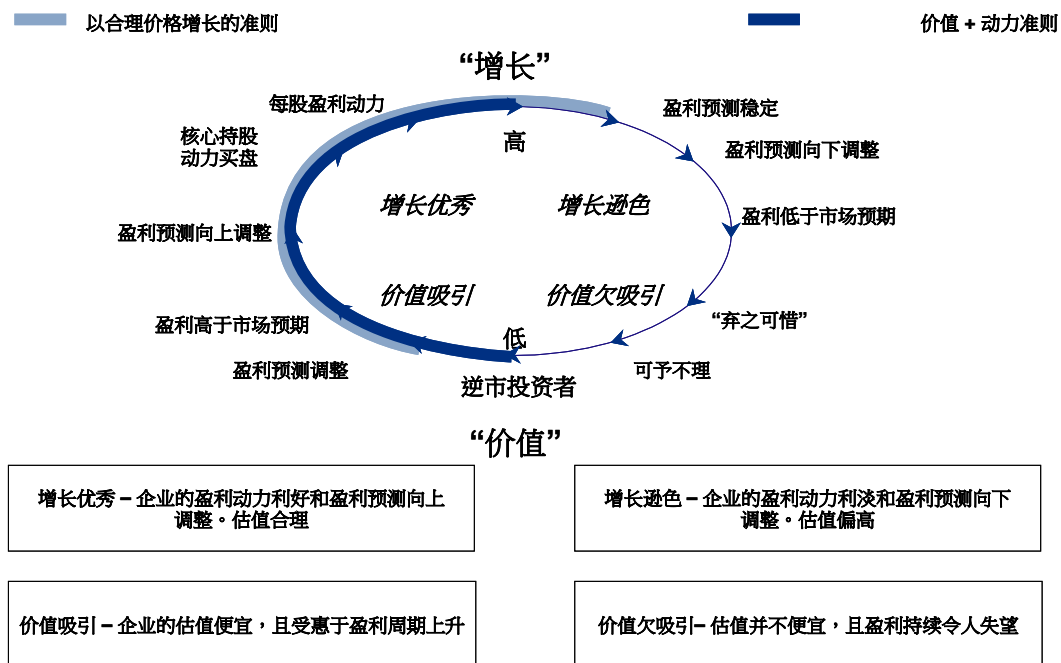 以合理价格增长的准则
价值 + 动力准则
“增长”
每股盈利动力
盈利预测稳定
核心持股
动力买盘
高
盈利预测向下调整
增长优秀
增长逊色
盈利低于市场预期
盈利预测向上调整
价值吸引
价值欠吸引
“弃之可惜”
盈利高于市场预期
低
盈利预测调整
可予不理
逆市投资者
“价值”
增长优秀 – 企业的盈利动力利好和盈利预测向上
调整。估值合理
增长逊色 – 企业的盈利动力利淡和盈利预测向下
调整。估值偏高
价值吸引 – 企业的估值便宜，且受惠于盈利周期上升
价值欠吸引– 估值并不便宜，且盈利持续令人失望